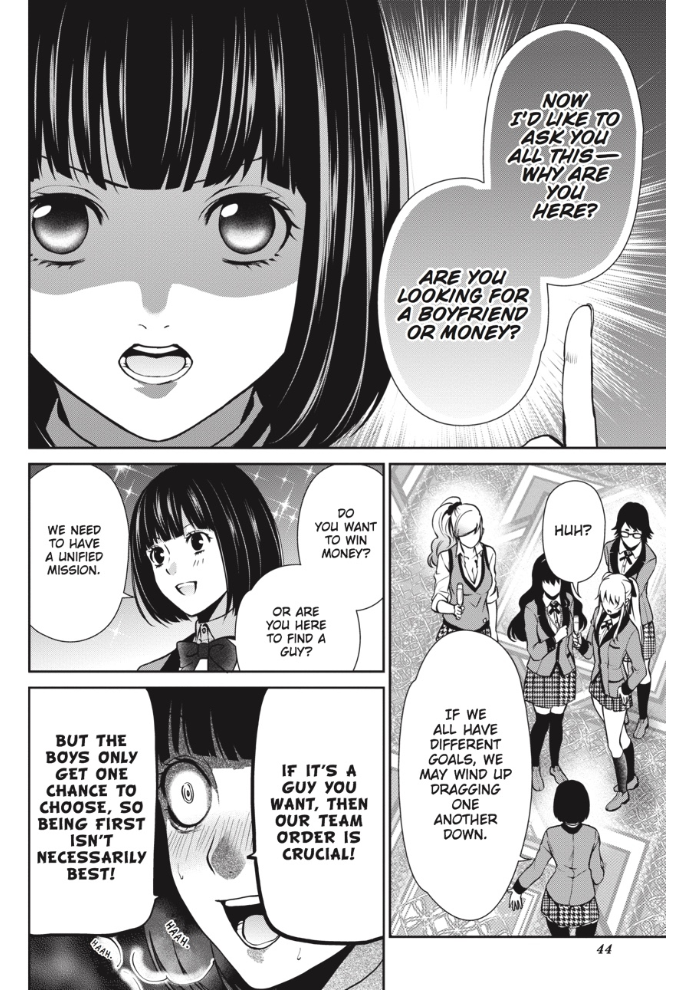 NOW
I'D LIKE TO
ASK YOU
ALL THIS—
WHY ARE
YOU
HERE?
ARE YOU
LOOKING FOR
A BOYFRIEND
OR MONEY?
DO
YOU WANT
TO WIN
MONEY?
OR ARE
YOU HERE
TO FIND A
GUY?
WE NEED
TO HAVE
A UNIFIED
MISSION.
HUH?
IF WE
ALL HAVE
DIFFERENT
GOALS, WE
MAY WIND UP
DRAGGING
ONE
ANOTHER
DOWN.
IF IT'S A
GUY YOU
WANT, THEN
OUR TEAM
ORDER IS
CRUCIAL!
BUT THE
BOYS ONLY
GET ONE
CHANCE TO
CHOOSE, SO
BEING FIRST
ISN'T
NECESSARILY
BEST!
HAAH.
HAAH.
44